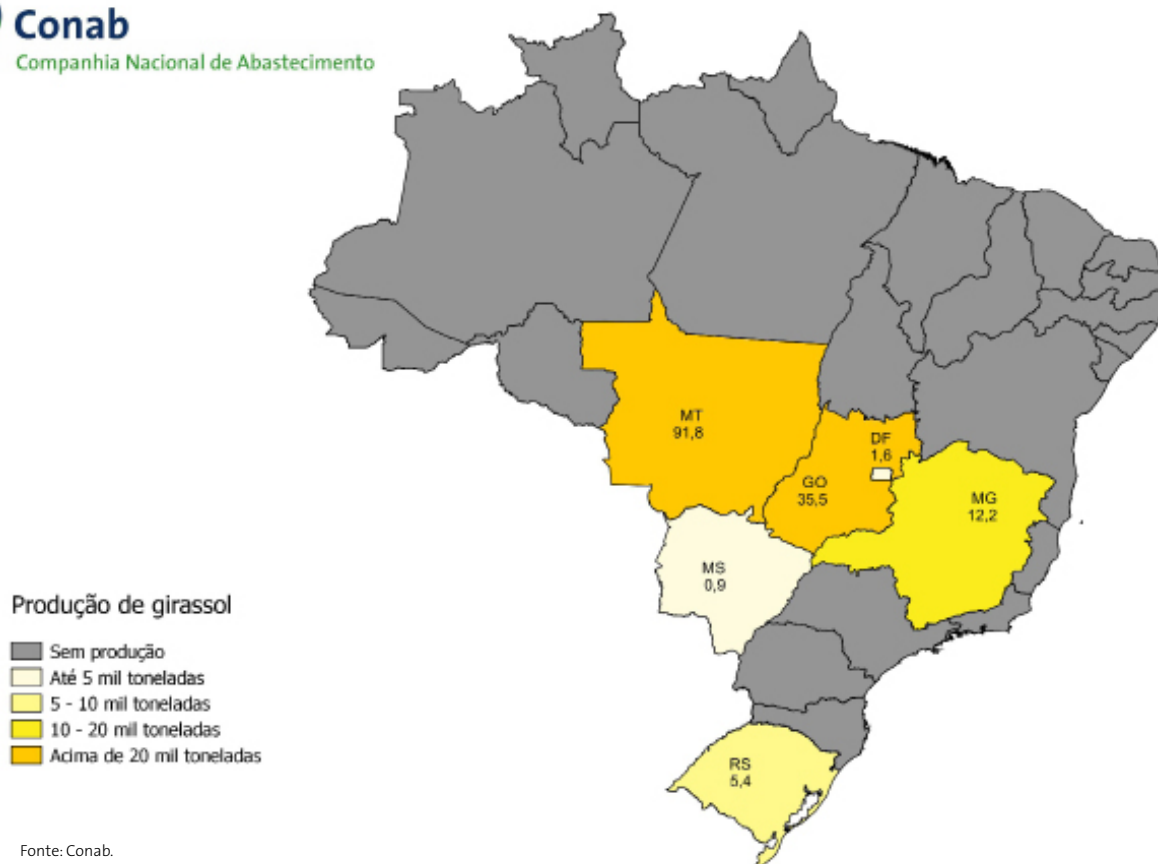 Conab
Companhia Nacional de Abastecimento
MT
91,8
DF
1,6
GO
35,5
MG
12,2
MS
0,9
Produção de girassol
Sem produção
Até 5 mil toneladas
5 - 10 mil toneladas
10 - 20 mil toneladas
Acima de 20 mil toneladas
RS
5,4
Fonte: Conab.